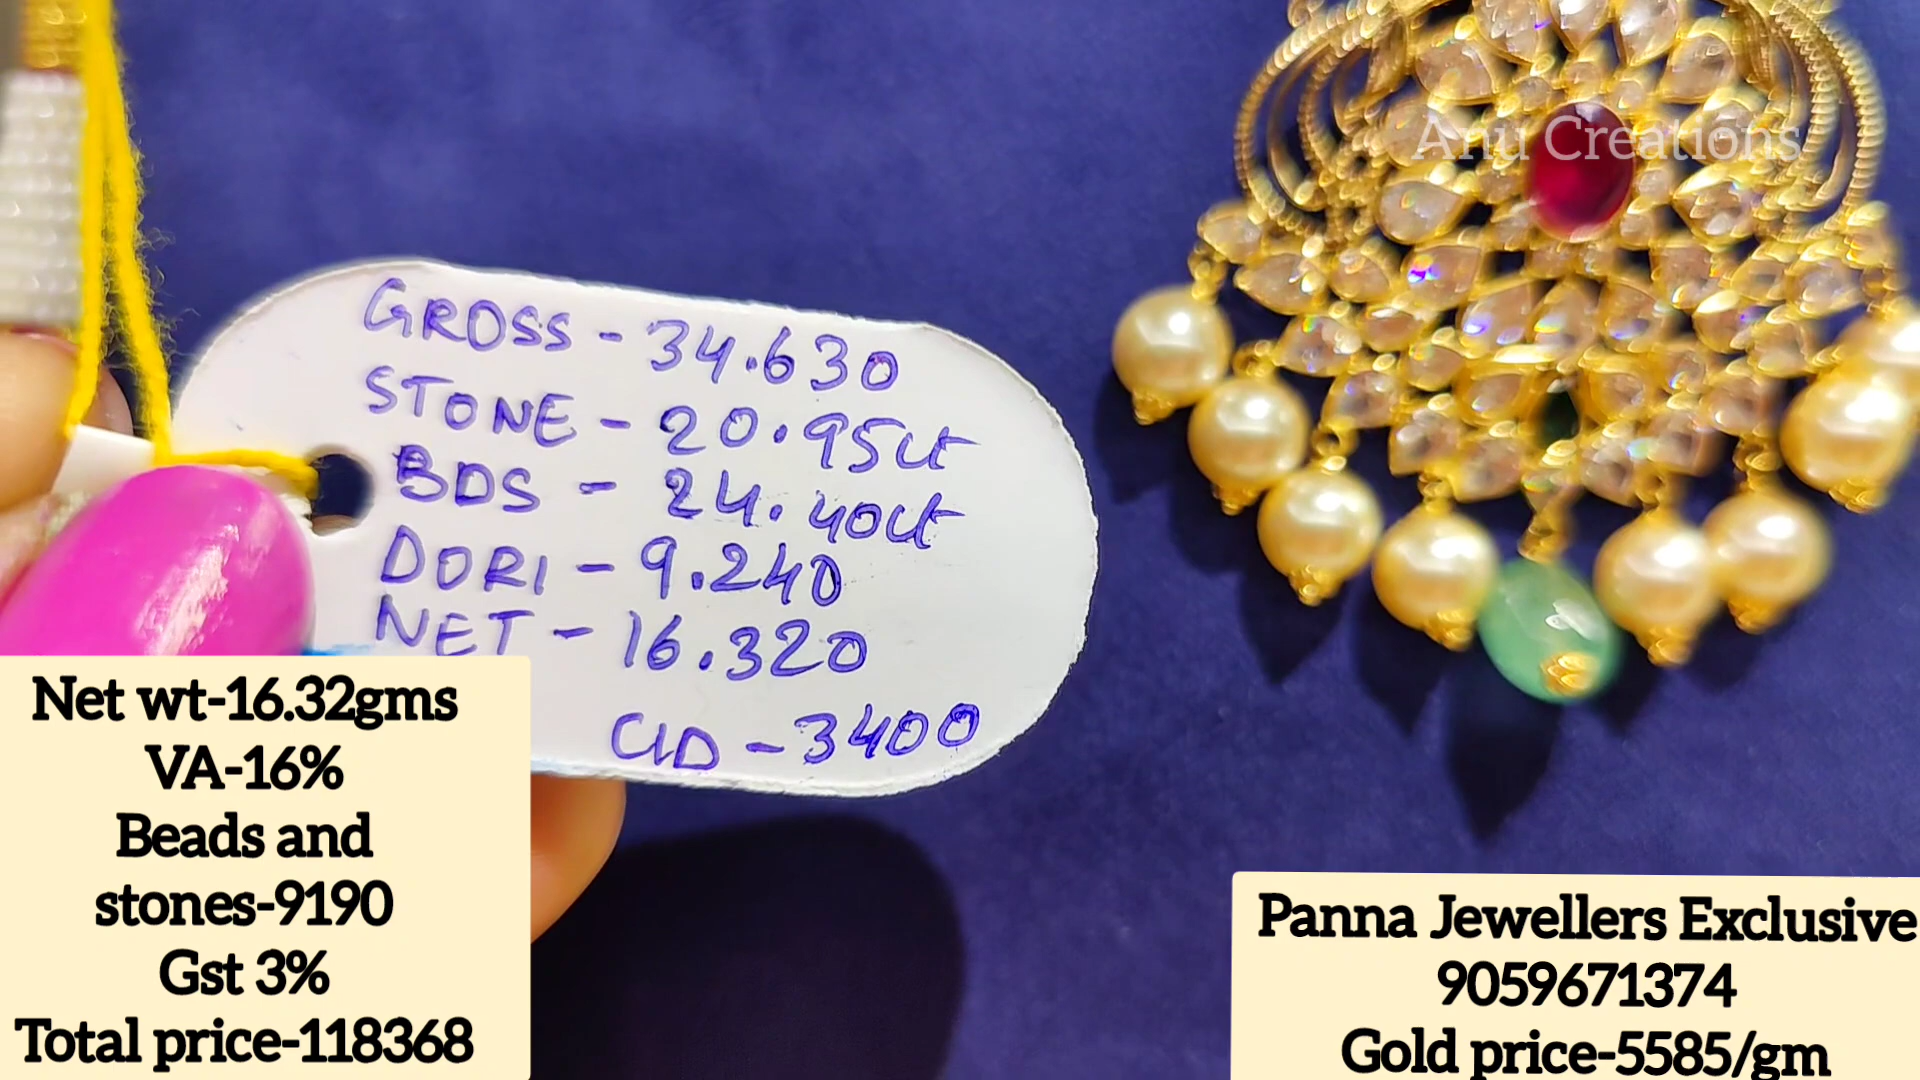 Anu Creations
GROSS - 34.630
STONE - 20.95ct
BDS - 24.40ct
DORI - 9.240
NET - 16.320
CID - 3400
Net wt-16.32gms
VA-16%
Beads and
stones-9190
Gst 3%
Total price-118368
Panna Jewellers Exclusive
9059671374
Gold price-5585/gm